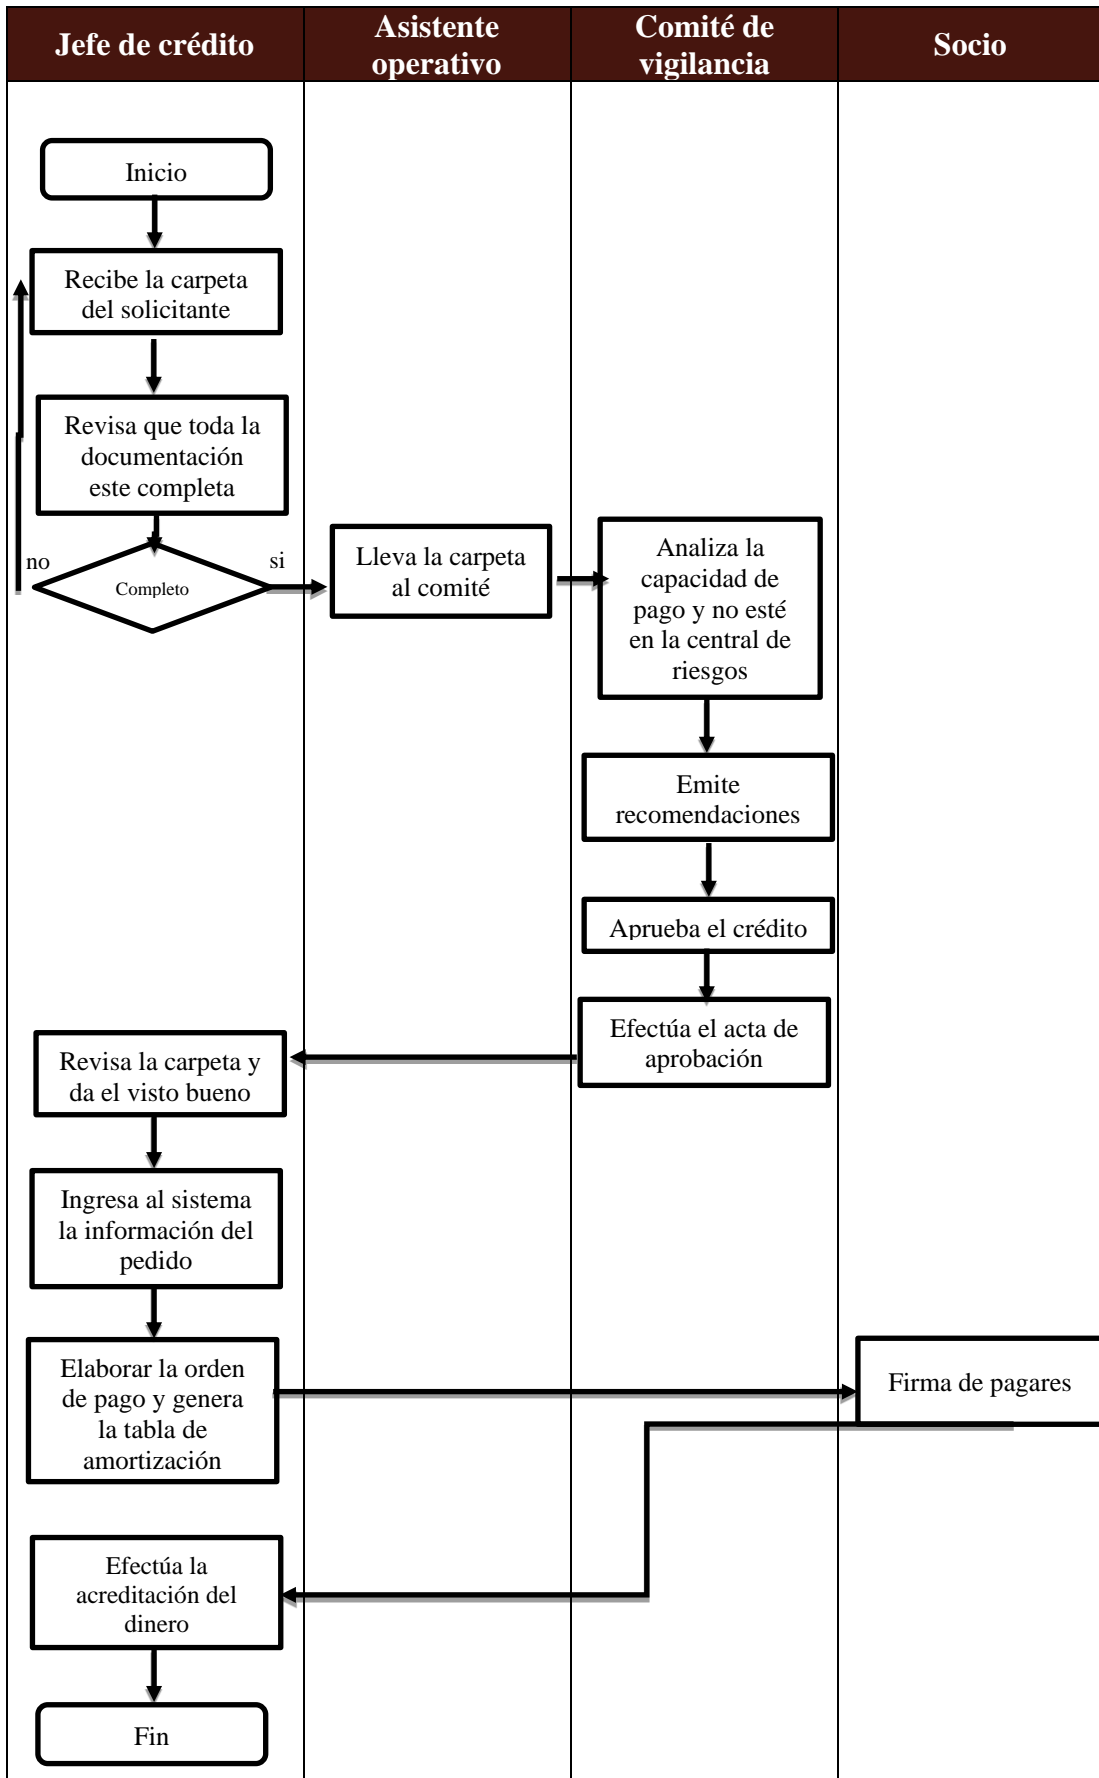 Jefe de crédito
Asistente
operativo
Comité de
vigilancia
Socio
Inicio
Recibe la carpeta
del solicitante
Revisa que toda la
documentación
este completa
no
Completo
si
Lleva la carpeta
al comité
Analiza la
capacidad de
pago y no esté
en la central de
riesgos
Emite
recomendaciones
Aprueba el crédito
Efectúa el acta de
aprobación
Revisa la carpeta y
da el visto bueno
Ingresa al sistema
la información del
pedido
Elaborar la orden
de pago y genera
la tabla de
amortización
Firma de pagares
Efectúa la
acreditación del
dinero
Fin